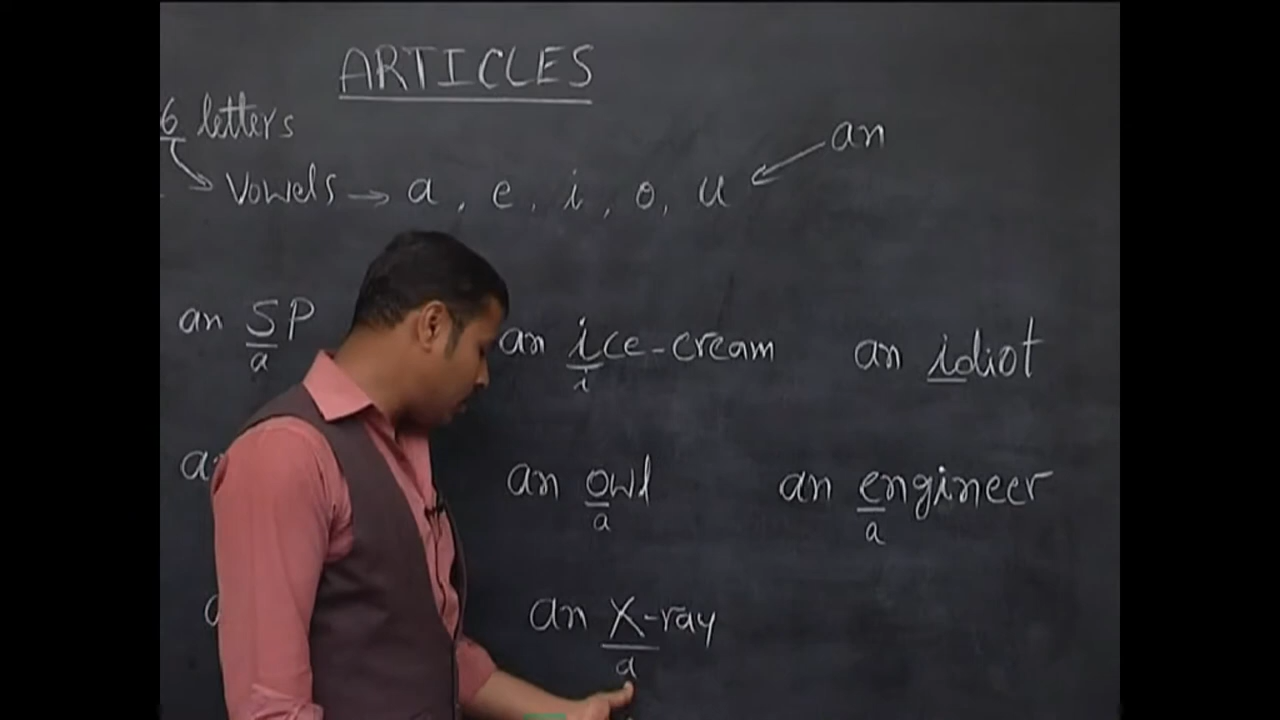 ARTICLES
6 letters
an
Vowels → a, e, i, o, u
an SP
a
an ice-cream
i
an idiot
an owl
a
an engineer
a
an X-ray
a